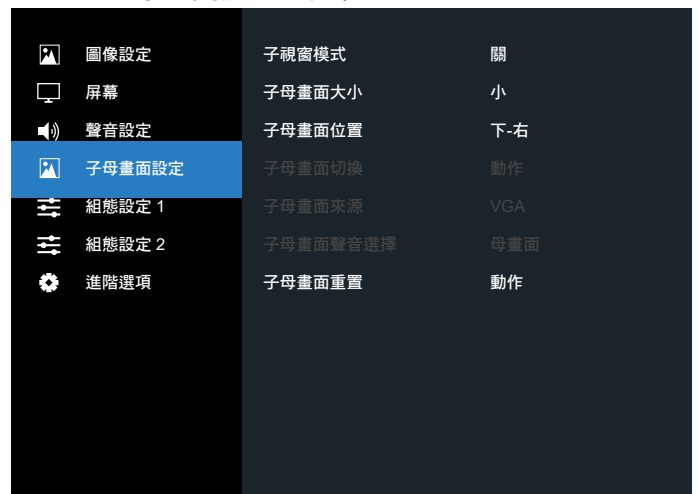 圖像設定 子視窗模式 關
屏幕 子母畫面大小 小
聲音設定 子母畫面位置 下-右
子母畫面設定 子母畫面切換 動作
組態設定 1 子母畫面來源 VGA
組態設定 2 子母畫面聲音選擇 母畫面
進階選項 子母畫面重置 動作